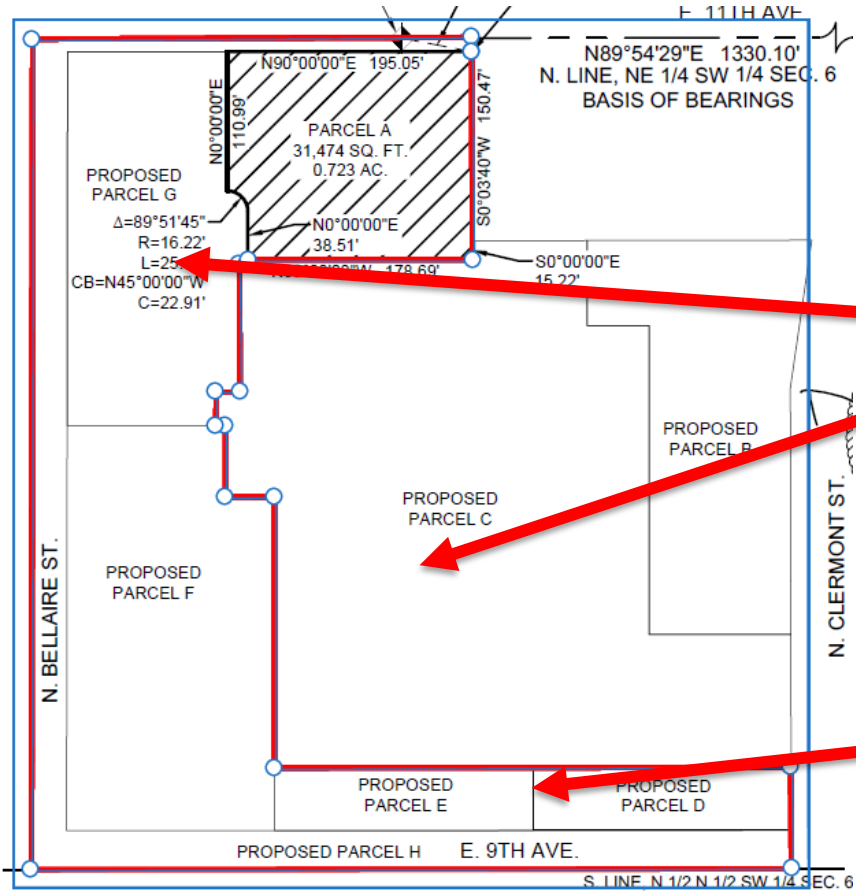 E. 11TH AVE
N89°54'29"E 1330.10'
N. LINE, NE 1/4 SW 1/4 SEC. 6
BASIS OF BEARINGS
N90°00'00"E 195.05'
N0°00'00"E
110.99'
PARCEL A
31,474 SQ. FT.
0.723 AC.
S0°03'40"W 150.47'
PROPOSED
PARCEL G
Δ=89°51'45"
R=16.22'
L=25.
CB=N45°00'00"W
C=22.91'
N0°00'00"E
38.51'
178.69'
S0°00'00"E
15.22'
PROPOSED
PARCEL B
PROPOSED
PARCEL C
N. CLERMONT ST.
PROPOSED
PARCEL F
N. BELLAIRE ST.
PROPOSED
PARCEL E
PROPOSED
PARCEL D
PROPOSED PARCEL H E. 9TH AVE.
S. LINE, N 1/2 N 1/2 SW 1/4 SEC. 6